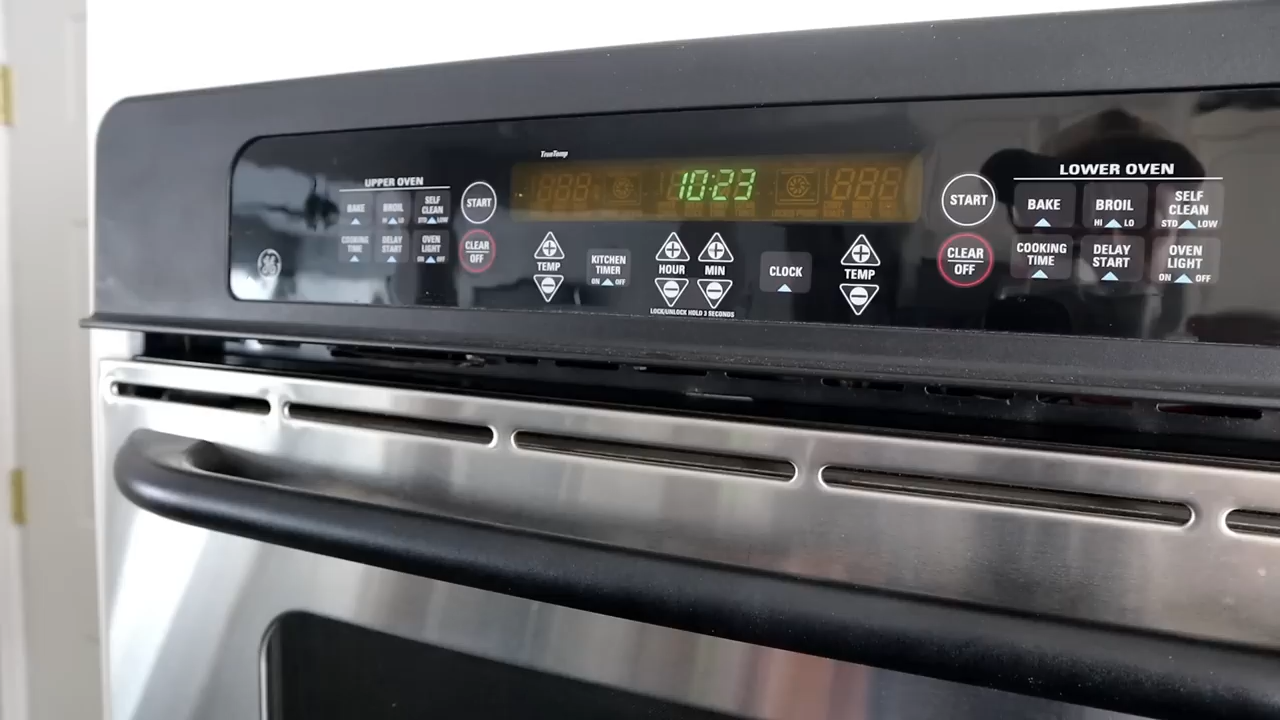 TrueTemp
10:23
UPPER OVEN
BAKE
BROIL
HI LO
SELF
CLEAN
STD LOW
COOKING
TIME
DELAY
START
OVEN
LIGHT
ON OFF
START
CLEAR
OFF
TEMP
KITCHEN
TIMER
ON OFF
HOUR
MIN
LOCK/UNLOCK HOLD 3 SECONDS
CLOCK
TEMP
START
CLEAR
OFF
LOWER OVEN
BAKE
BROIL
HI LO
SELF
CLEAN
STD LOW
COOKING
TIME
DELAY
START
OVEN
LIGHT
ON OFF
GE